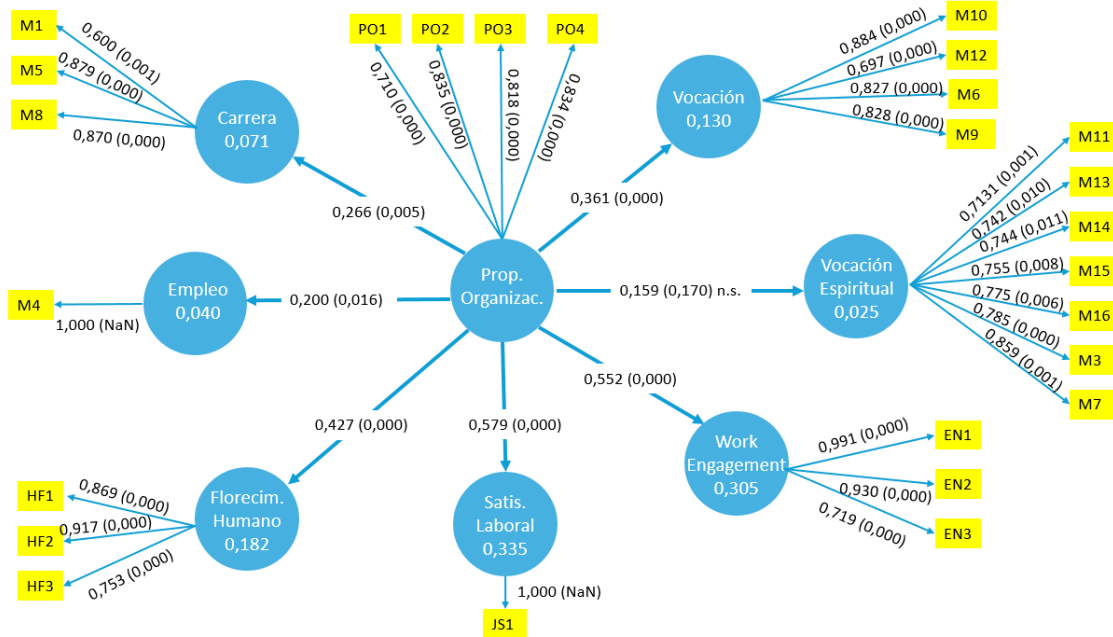 M1
M5
M8
0,600 (0,001)
0,879 (0,000)
0,870 (0,000)
Carrera
0,071
PO1
PO2
PO3
PO4
0,710 (0,000)
0,835 (0,000)
0,818 (0,000)
0,834 (0,000)
Vocación
0,130
0,884 (0,000)
0,697 (0,000)
0,827 (0,000)
0,828 (0,000)
M10
M12
M6
M9
0,266 (0,005)
0,361 (0,000)
Prop.
Organizac.
Empleo
0,040
M4
1,000 (NaN)
0,200 (0,016)
0,159 (0,170) n.s.
Vocación
Espiritual
0,025
0,7131 (0,001)
0,742 (0,010)
0,744 (0,011)
0,755 (0,008)
0,775 (0,006)
0,785 (0,000)
0,859 (0,001)
M11
M13
M14
M15
M16
M3
M7
0,427 (0,000)
0,579 (0,000)
0,552 (0,000)
HF1
HF2
HF3
0,869 (0,000)
0,917 (0,000)
0,753 (0,000)
Florecim.
Humano
0,182
Satis.
Laboral
0,335
1,000 (NaN)
JS1
Work
Engagement
0,305
0,991 (0,000)
0,930 (0,000)
0,719 (0,000)
EN1
EN2
EN3